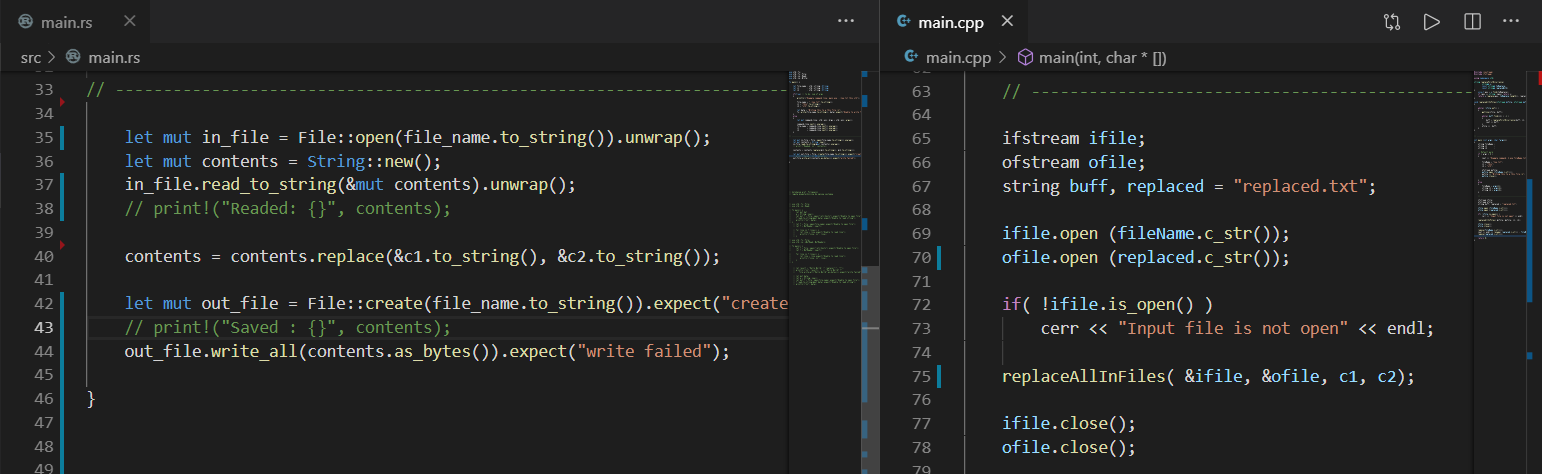 main.rs
src > main.rs
33 // ----------------------------------------------------------------------
34
35 let mut in_file = File::open(file_name.to_string()).unwrap();
36 let mut contents = String::new();
37 in_file.read_to_string(&mut contents).unwrap();
38 // print!("Readed: {}", contents);
39
40 contents = contents.replace(&c1.to_string(), &c2.to_string());
41
42 let mut out_file = File::create(file_name.to_string()).expect("create
43 // print!("Saved : {}", contents);
44 out_file.write_all(contents.as_bytes()).expect("write failed");
45
46 }
47
48
49
main.cpp
main.cpp > main(int, char * [])
63 // ----------------------------------------------
64
65 ifstream ifile;
66 ofstream ofile;
67 string buff, replaced = "replaced.txt";
68
69 ifile.open (fileName.c_str());
70 ofile.open (replaced.c_str());
71
72 if( !ifile.is_open() )
73 cerr << "Input file is not open" << endl;
74
75 replaceAllInFiles( &ifile, &ofile, c1, c2);
76
77 ifile.close();
78 ofile.close();
79